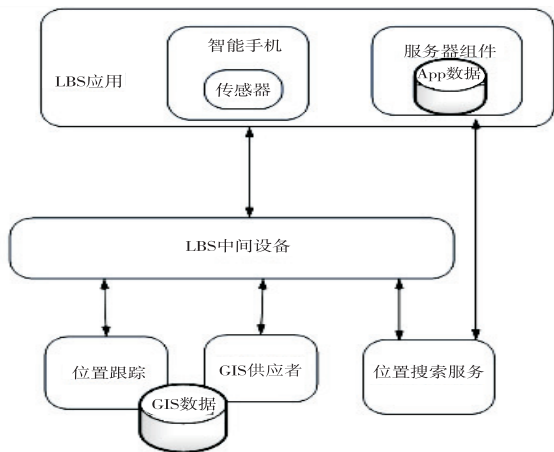 智能手机
服务器组件
LBS应用
传感器
App数据
LBS中间设备
位置跟踪
GIS供应者
位置搜索服务
GIS数据